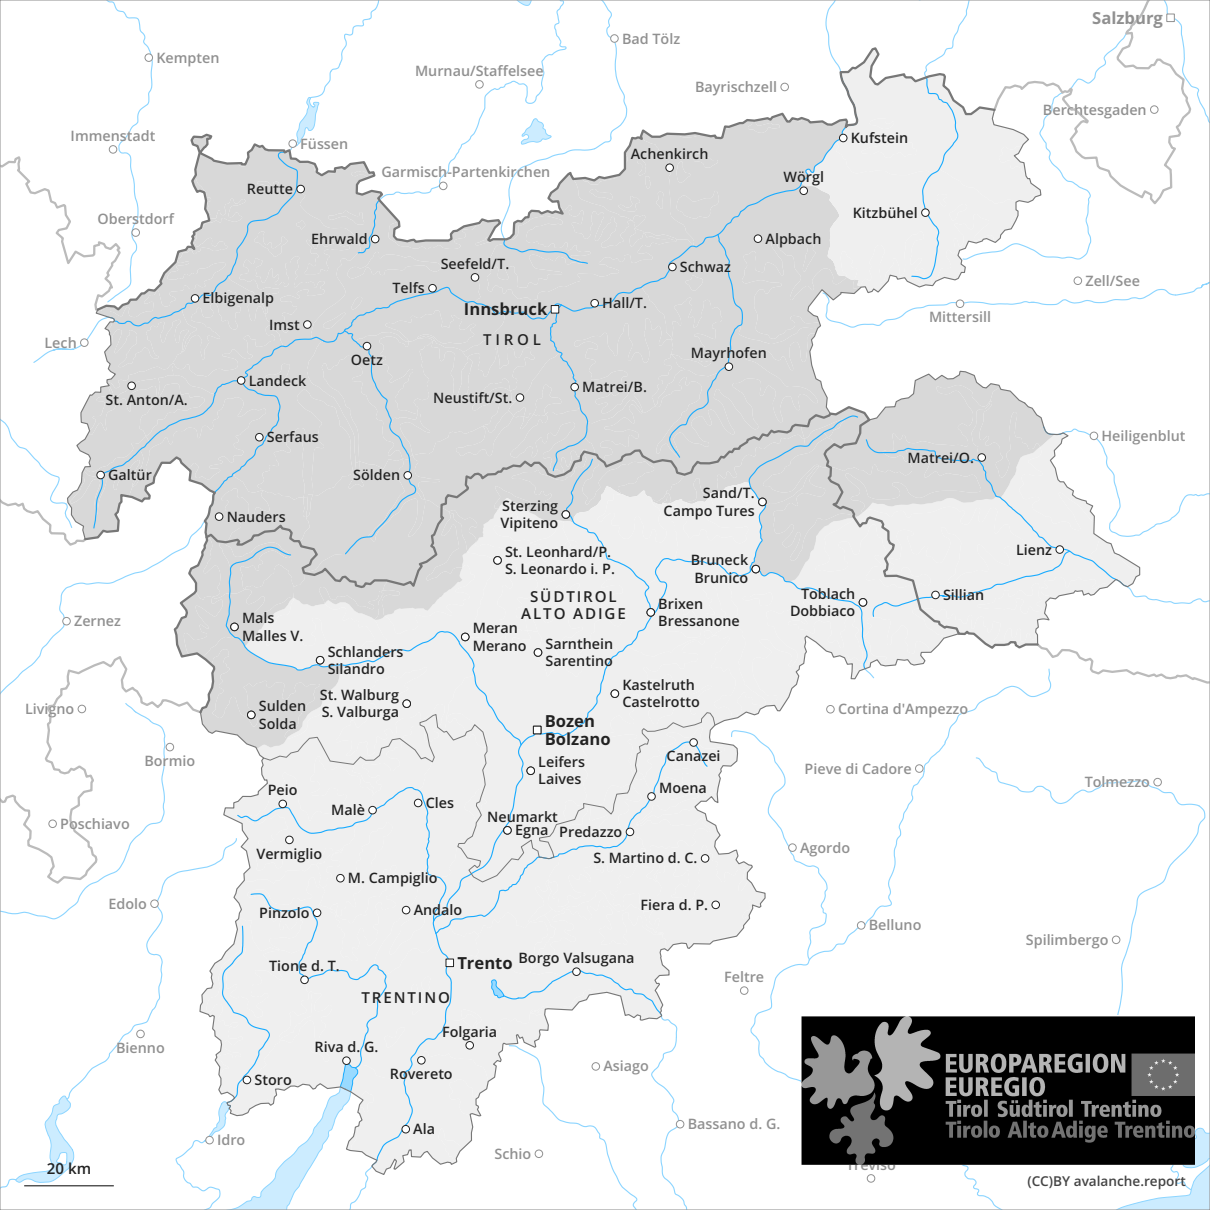 Salzburg
Kempten
Bad Tölz
Murnau/Staffelsee
Bayrischzell
Berchtesgaden
Immenstadt
Füssen
Kufstein
Achenkirch
Garmisch-Partenkirchen
Wörgl
Reutte
Oberstdorf
Kitzbühel
Ehrwald
Alpbach
Seefeld/T.
Schwaz
Zell/See
Telfs
Elbigenalp
Innsbruck
Hall/T.
Mittersill
Imst
TIROL
Lech
Oetz
Mayrhofen
Landeck
Matrei/B.
St. Anton/A.
Neustift/St.
Serfaus
Heiligenblut
Matrei/O.
Galtür
Sölden
Sand/T.
Campo Tures
Sterzing
Vipiteno
Nauders
St. Leonhard/P.
S. Leonardo i. P.
Bruneck
Brunico
Lienz
SÜDTIROL
ALTO ADIGE
Toblach
Dobbiaco
Sillian
Brixen
Bressanone
Mals
Malles V.
Zernez
Meran
Merano
Sarnthein
Sarentino
Schlanders
Silandro
Kastelruth
Castelrotto
St. Walburg
S. Valburga
Sulden
Solda
Livigno
Cortina d'Ampezzo
Bozen
Bolzano
Bormio
Canazei
Leifers
Laives
Pieve di Cadore
Tolmezzo
Peio
Moena
Malè
Cles
Neumarkt
Egna
Predazzo
Poschiavo
Vermiglio
S. Martino d. C.
Agordo
M. Campiglio
Edolo
Pinzolo
Andalo
Fiera d. P.
Belluno
Spilimbergo
Trento
Borgo Valsugana
Tione d. T.
Feltre
TRENTINO
Folgaria
Bienno
Riva d. G.
Rovereto
Asiago
Storo
EUROPAREGION
EUREGIO
Tirol Südtirol Trentino
Tirolo Alto Adige Trentino
Ala
Bassano d. G.
Idro
Schio
Treviso
20 km
(CC)BY avalanche.report